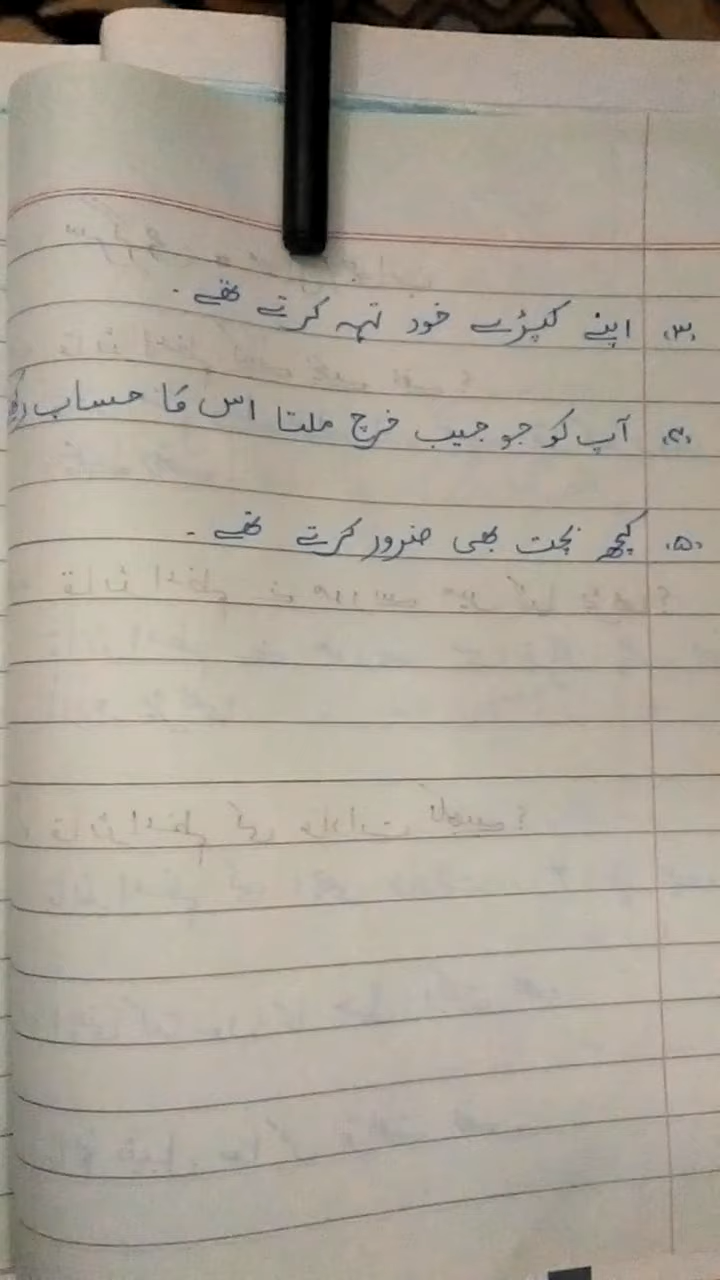 ۳. اپنے کپڑے خود تہہ کرتے تھے۔
۴. آپ کو جو جیب خرچ ملتا اس کا حساب
۵. کچھ بچت بھی ضرور کرتے تھے۔